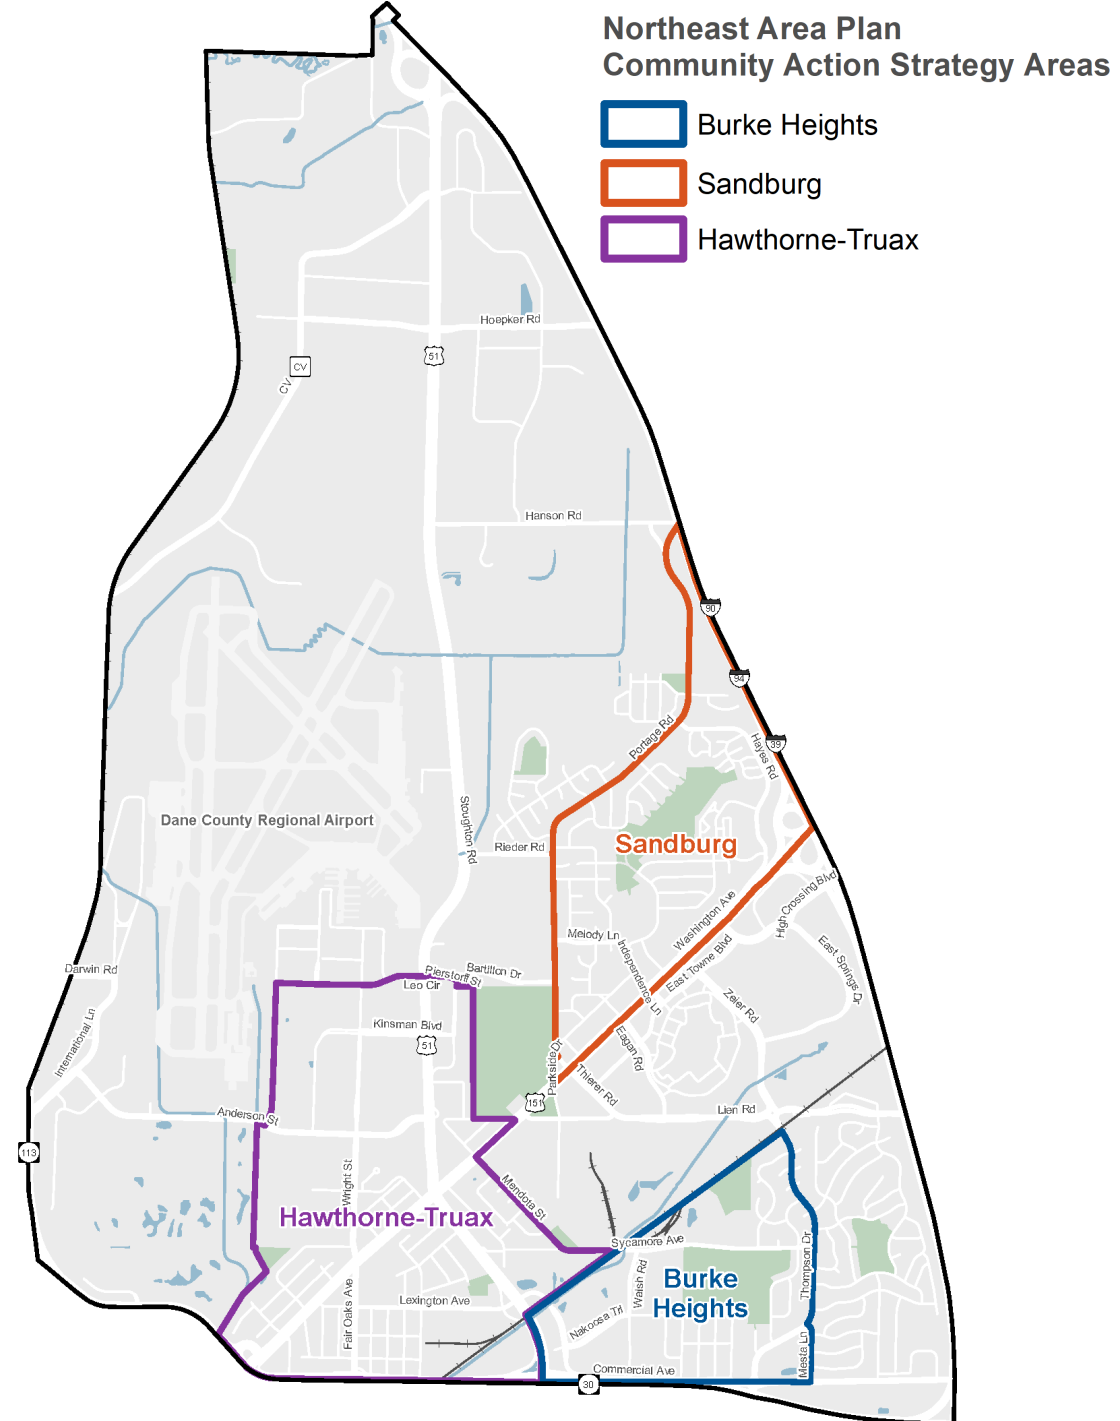 Northeast Area Plan
Community Action Strategy Areas
Burke Heights
Sandburg
Hawthorne-Truax
Hoepker Rd
51
CV
CV
Hanson Rd
90
94
39
Hayes Rd
Portage Rd
Stoughton Rd
Dane County Regional Airport
Rieder Rd
Sandburg
Washington Ave
High Crossing Blvd
Melody Ln
Independence Ln
East Towne Blvd
East Springs Dr
Darwin Rd
Pierstorff St
Bartillon Dr
Leo Cir
Zeier Rd
International Ln
Kinsman Blvd
51
Parkside Dr
Eagan Rd
Thierer Rd
151
Lien Rd
Anderson St
113
Wright St
Mendota St
Hawthorne-Truax
Sycamore Ave
Walsh Rd
Burke
Heights
Thompson Dr
Fair Oaks Ave
Lexington Ave
Nakoosa Trl
Mesta Ln
Commercial Ave
30